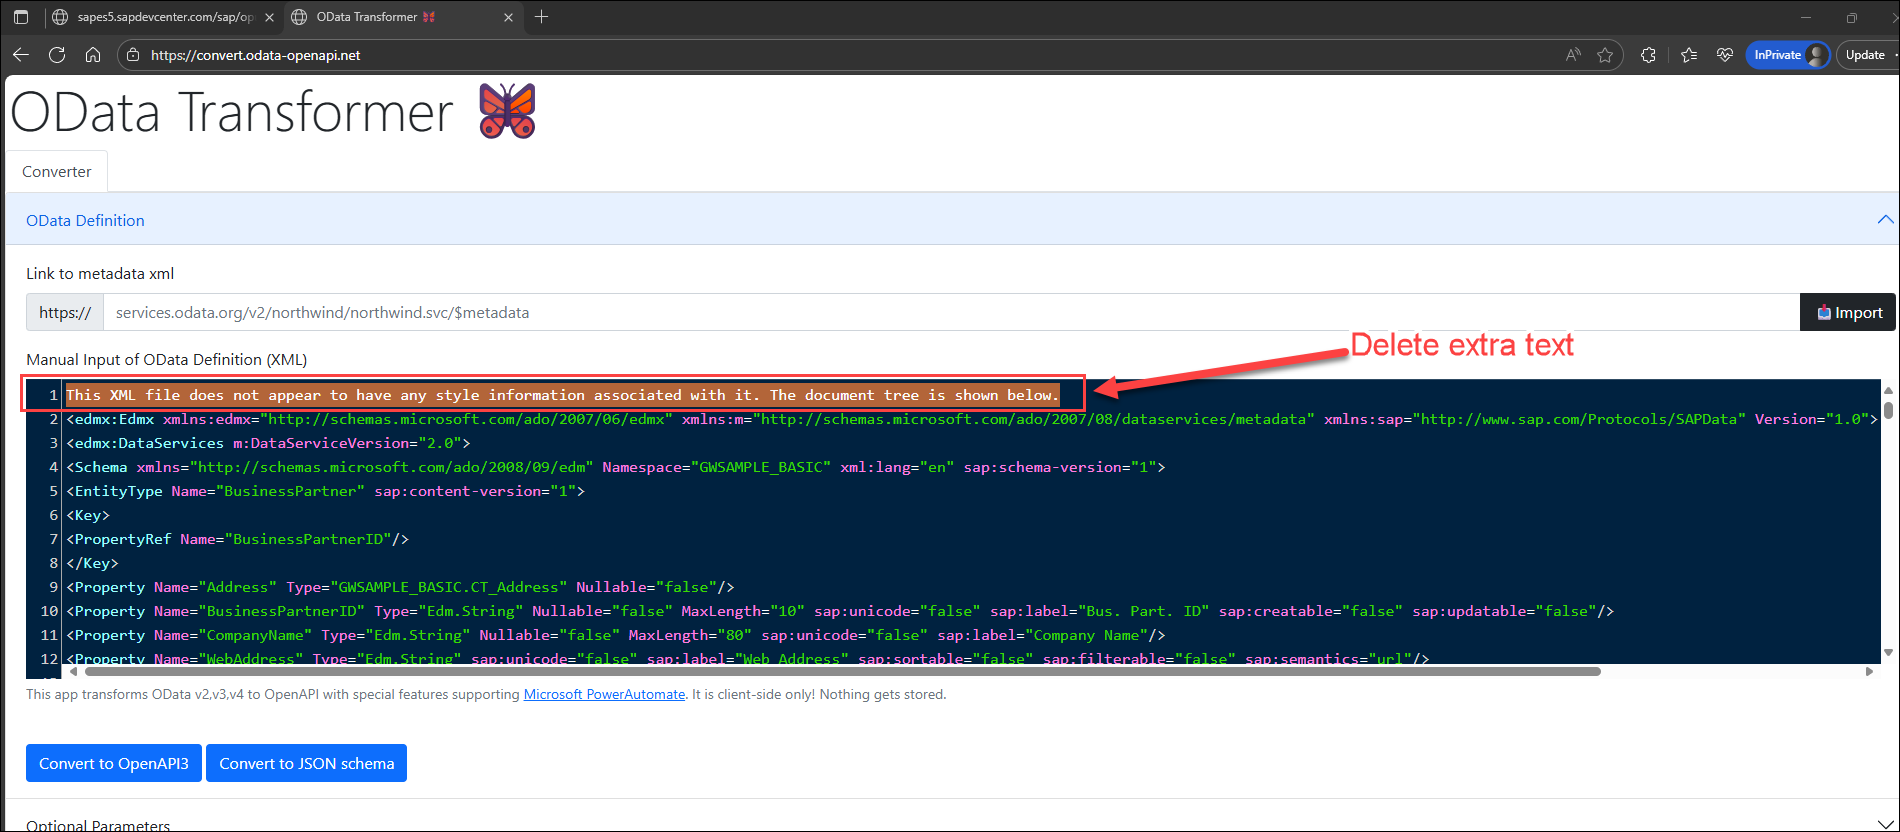 sapes5.sapdevcenter.com/sap/op
OData Transformer
https://convert.odata-openapi.net
InPrivate
Update
OData Transformer
Converter
OData Definition
Link to metadata xml
https://
services.odata.org/v2/northwind/northwind.svc/$metadata
Import
Delete extra text
Manual Input of OData Definition (XML)
1 This XML file does not appear to have any style information associated with it. The document tree is shown below.
2 <edmx:Edmx xmlns:edmx="http://schemas.microsoft.com/ado/2007/06/edmx" xmlns:m="http://schemas.microsoft.com/ado/2007/08/dataservices/metadata" xmlns:sap="http://www.sap.com/Protocols/SAPData" Version="1.0">
3 <edmx:DataServices m:DataServiceVersion="2.0">
4 <Schema xmlns="http://schemas.microsoft.com/ado/2008/09/edm" Namespace="GWSAMPLE_BASIC" xml:lang="en" sap:schema-version="1">
5 <EntityType Name="BusinessPartner" sap:content-version="1">
6 <Key>
7 <PropertyRef Name="BusinessPartnerID"/>
8 </Key>
9 <Property Name="Address" Type="GWSAMPLE_BASIC.CT_Address" Nullable="false"/>
10 <Property Name="BusinessPartnerID" Type="Edm.String" Nullable="false" MaxLength="10" sap:unicode="false" sap:label="Bus. Part. ID" sap:creatable="false" sap:updatable="false"/>
11 <Property Name="CompanyName" Type="Edm.String" Nullable="false" MaxLength="80" sap:unicode="false" sap:label="Company Name"/>
12 <Property Name="WebAddress" Type="Edm.String" sap:unicode="false" sap:label="Web Address" sap:sortable="false" sap:filterable="false" sap:semantics="url"/>
This app transforms OData v2,v3,v4 to OpenAPI with special features supporting Microsoft PowerAutomate. It is client-side only! Nothing gets stored.
Convert to OpenAPI3
Convert to JSON schema
Optional Parameters